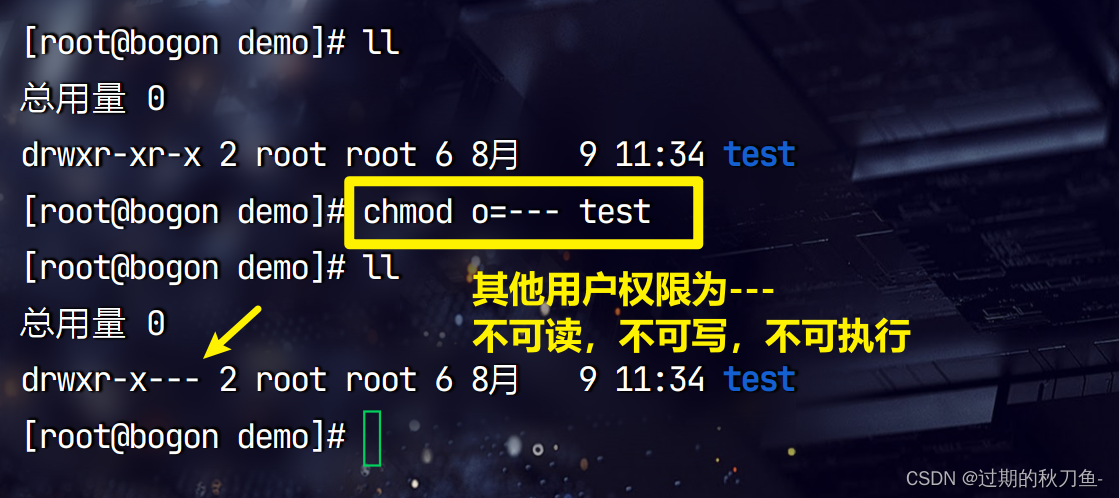 [root@bogon demo]# ll
总用量 0
drwxr-xr-x 2 root root 6 8月   9 11:34 test
[root@bogon demo]# chmod o=--- test
[root@bogon demo]# ll
其他用户权限为---
总用量 0
不可读，不可写，不可执行
drwxr-x--- 2 root root 6 8月   9 11:34 test
[root@bogon demo]#
CSDN @过期的秋刀鱼-